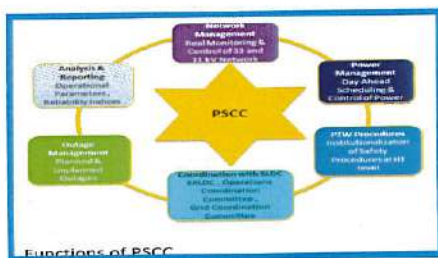 Network
Management
Real Monitoring &
Control of 33 and
11 kV Network
Analysis &
Reporting
Operational
Parameters,
Reliability Indices
Power
Management
Day Ahead
Scheduling &
Control of Power
PSCC
Outage
Management
Planned &
Unplanned
Outages
PTW Procedures
Institutionalization
of Safety
Procedures at HT
level
Coordination with SLDC
ERLDC, Operations
Coordination
Committee,
Grid Coordination
Committee
Functions of PSCC